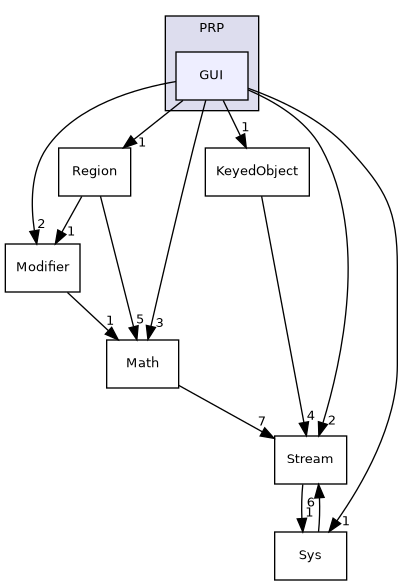 PRP
GUI
1
1
Region
KeyedObject
2
1
Modifier
1
5
3
Math
7
4
2
Stream
6
1
1
Sys